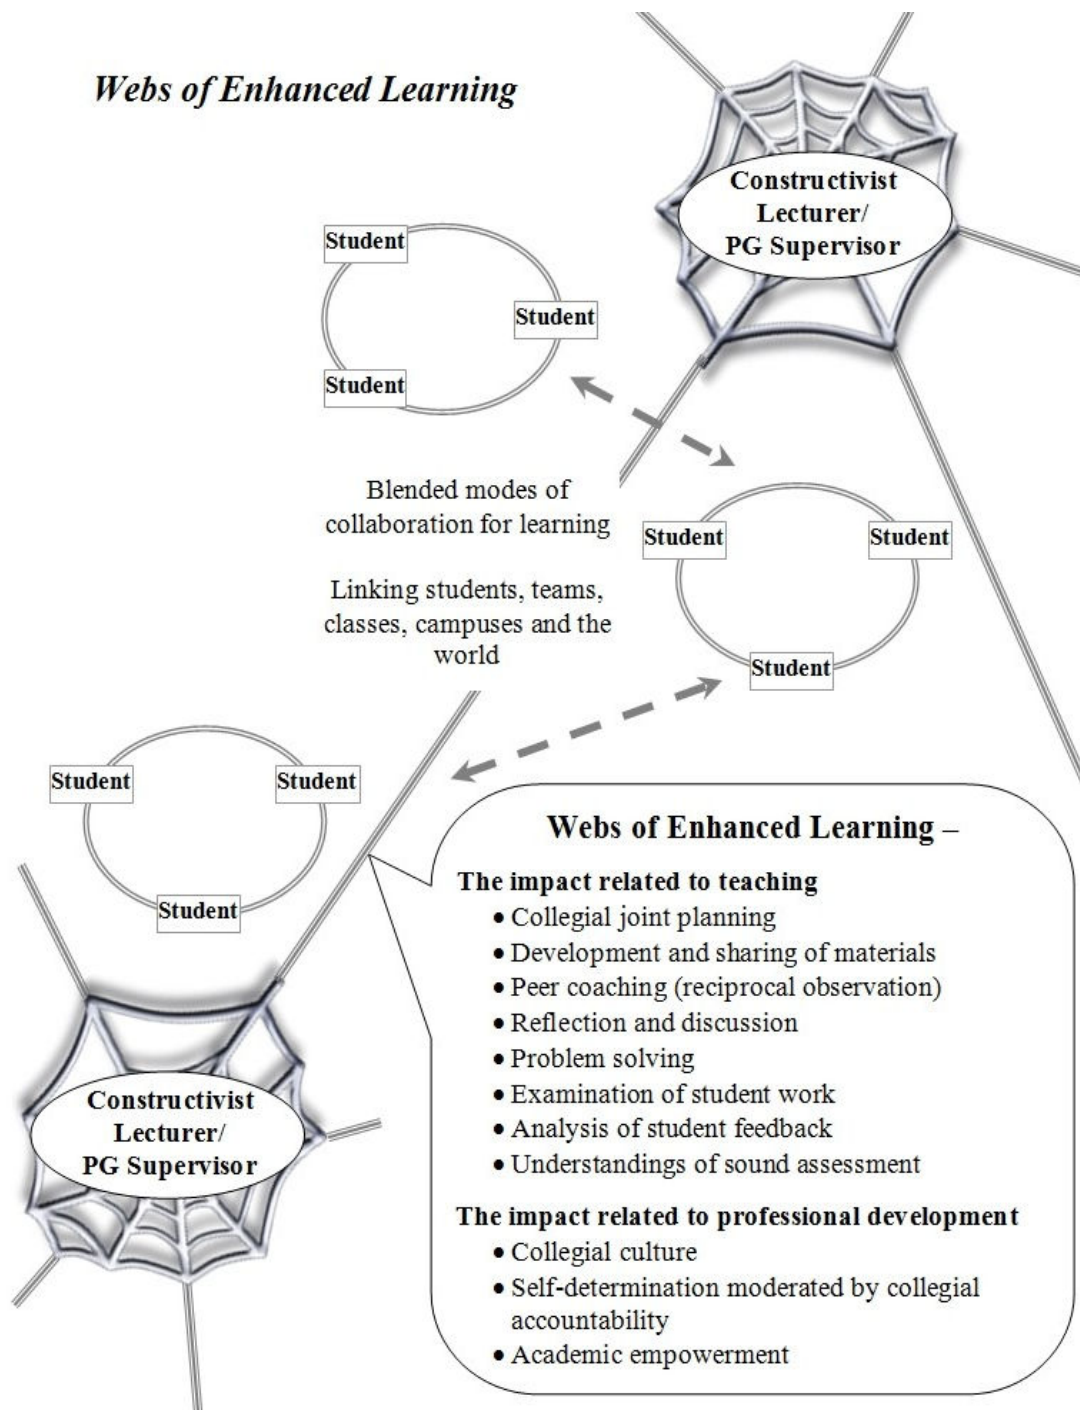 Webs of Enhanced Learning
Constructivist
Lecturer/
PG Supervisor
Student
Student
Student
Blended modes of
collaboration for learning
Linking students, teams,
classes, campuses and the
world
Student
Student
Student
Student
Student
Student
Constructivist
Lecturer/
PG Supervisor
Webs of Enhanced Learning –
The impact related to teaching
• Collegial joint planning
• Development and sharing of materials
• Peer coaching (reciprocal observation)
• Reflection and discussion
• Problem solving
• Examination of student work
• Analysis of student feedback
• Understandings of sound assessment
The impact related to professional development
• Collegial culture
• Self-determination moderated by collegial
accountability
• Academic empowerment